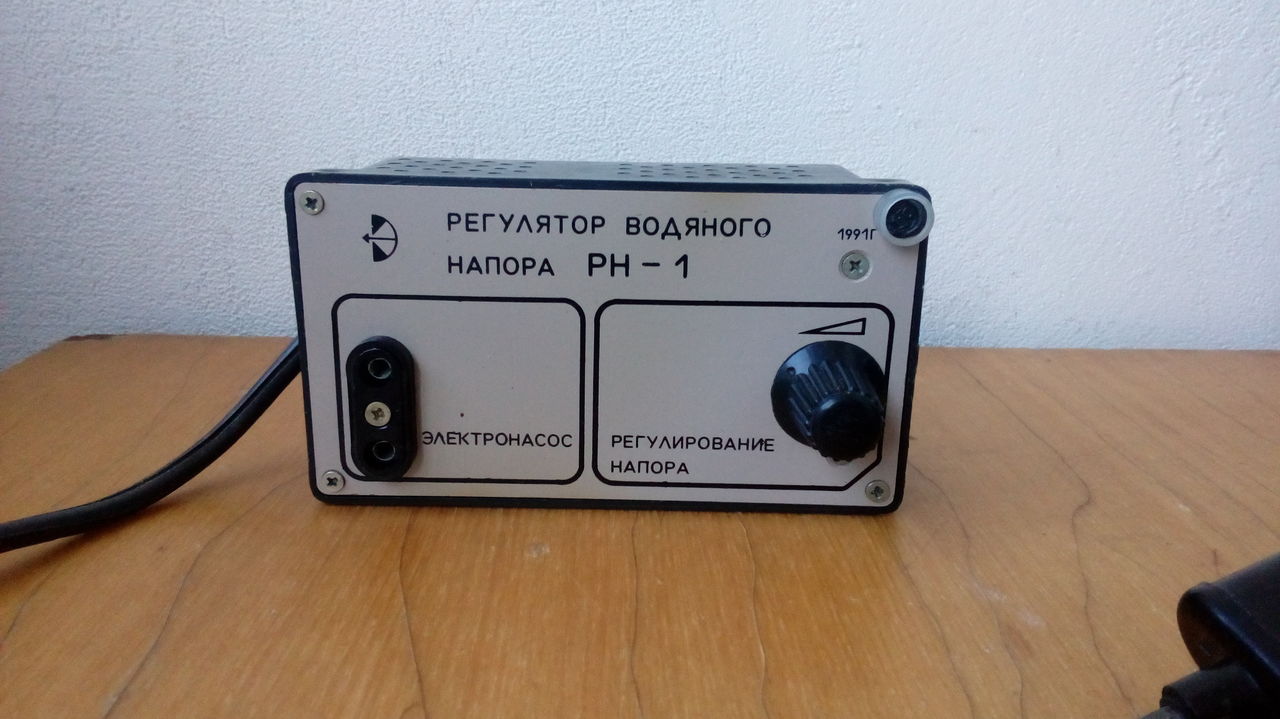 РЕГУЛЯТОР ВОДЯНОГО
НАПОРА РН-1
1991Г
ЭЛЕКТРОНАСОС
РЕГУЛИРОВАНИЕ
НАПОРА